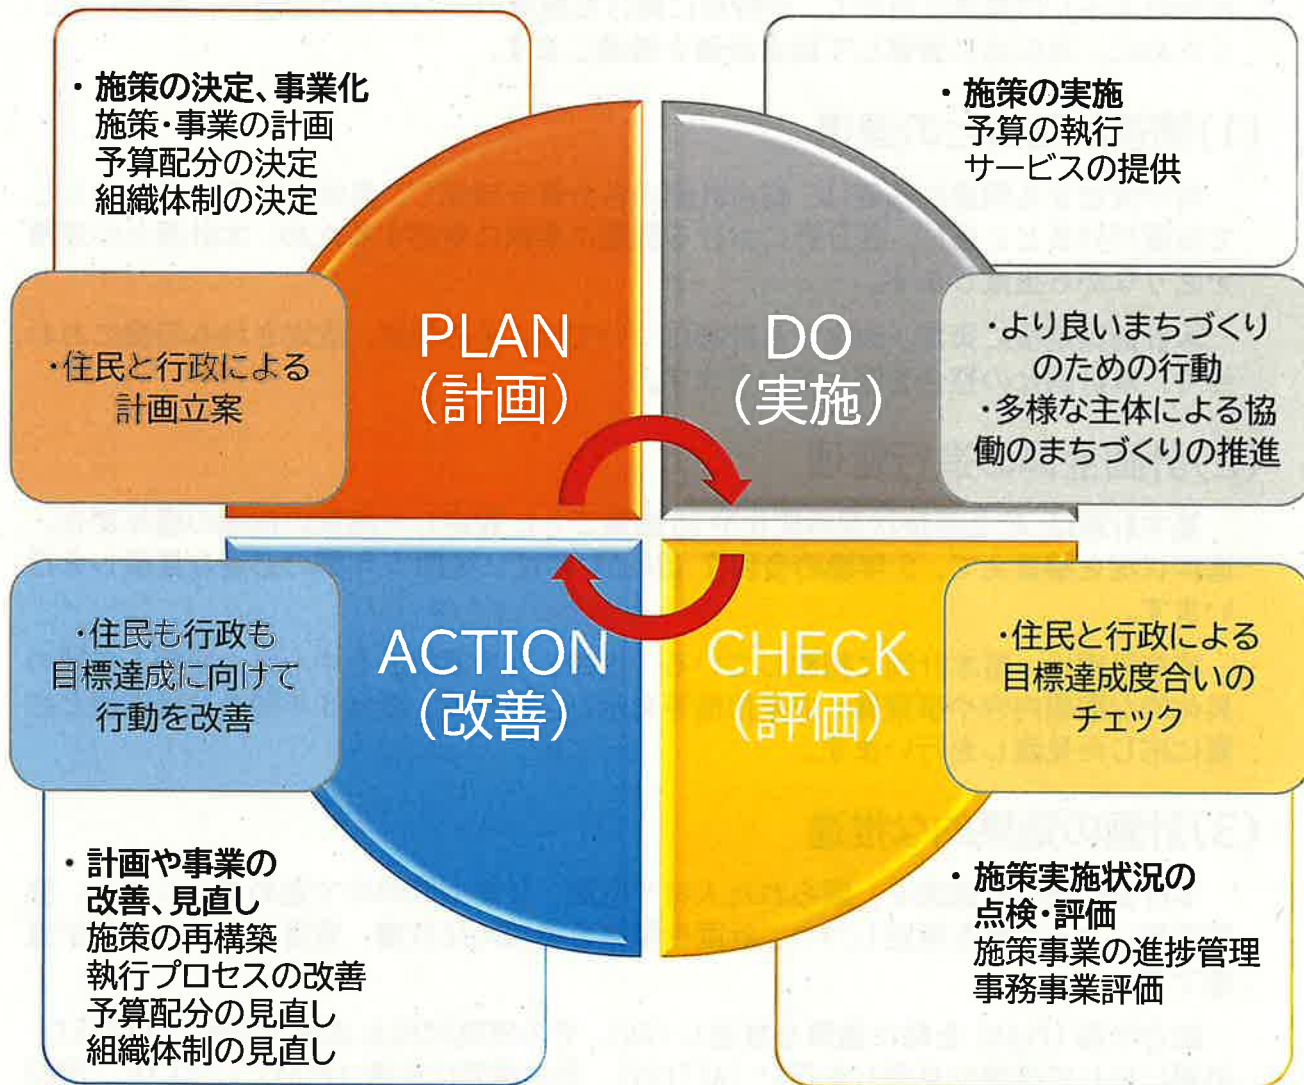 ・施策の決定、事業化
施策・事業の計画
予算配分の決定
組織体制の決定
・住民と行政による
計画立案
PLAN
（計画）
・施策の実施
予算の執行
サービスの提供
・より良いまちづくり
のための行動
・多様な主体による協
働のまちづくりの推進
DO
（実施）
・住民も行政も
目標達成に向けて
行動を改善
ACTION
（改善）
・計画や事業の
改善、見直し
施策の再構築
執行プロセスの改善
予算配分の見直し
組織体制の見直し
CHECK
（評価）
・住民と行政による
目標達成度合いの
チェック
・施策実施状況の
点検・評価
施策事業の進捗管理
事務事業評価